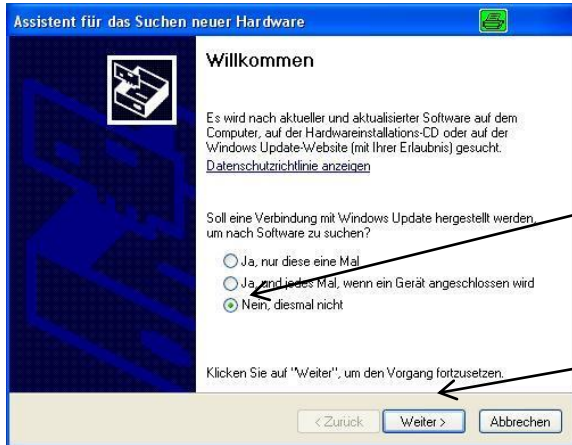 Assistent für das Suchen neuer Hardware
Willkommen
Es wird nach aktueller und aktualisierter Software auf dem
Computer, auf der Hardwareinstallations-CD oder auf der
Windows Update-Website (mit Ihrer Erlaubnis) gesucht.
Datenschutzrichtlinie anzeigen
Soll eine Verbindung mit Windows Update hergestellt werden,
um nach Software zu suchen?
Ja, nur diese eine Mal
Ja, und jedes Mal, wenn ein Gerät angeschlossen wird
Nein, diesmal nicht
Klicken Sie auf "Weiter", um den Vorgang fortzusetzen.
< Zurück Weiter > Abbrechen